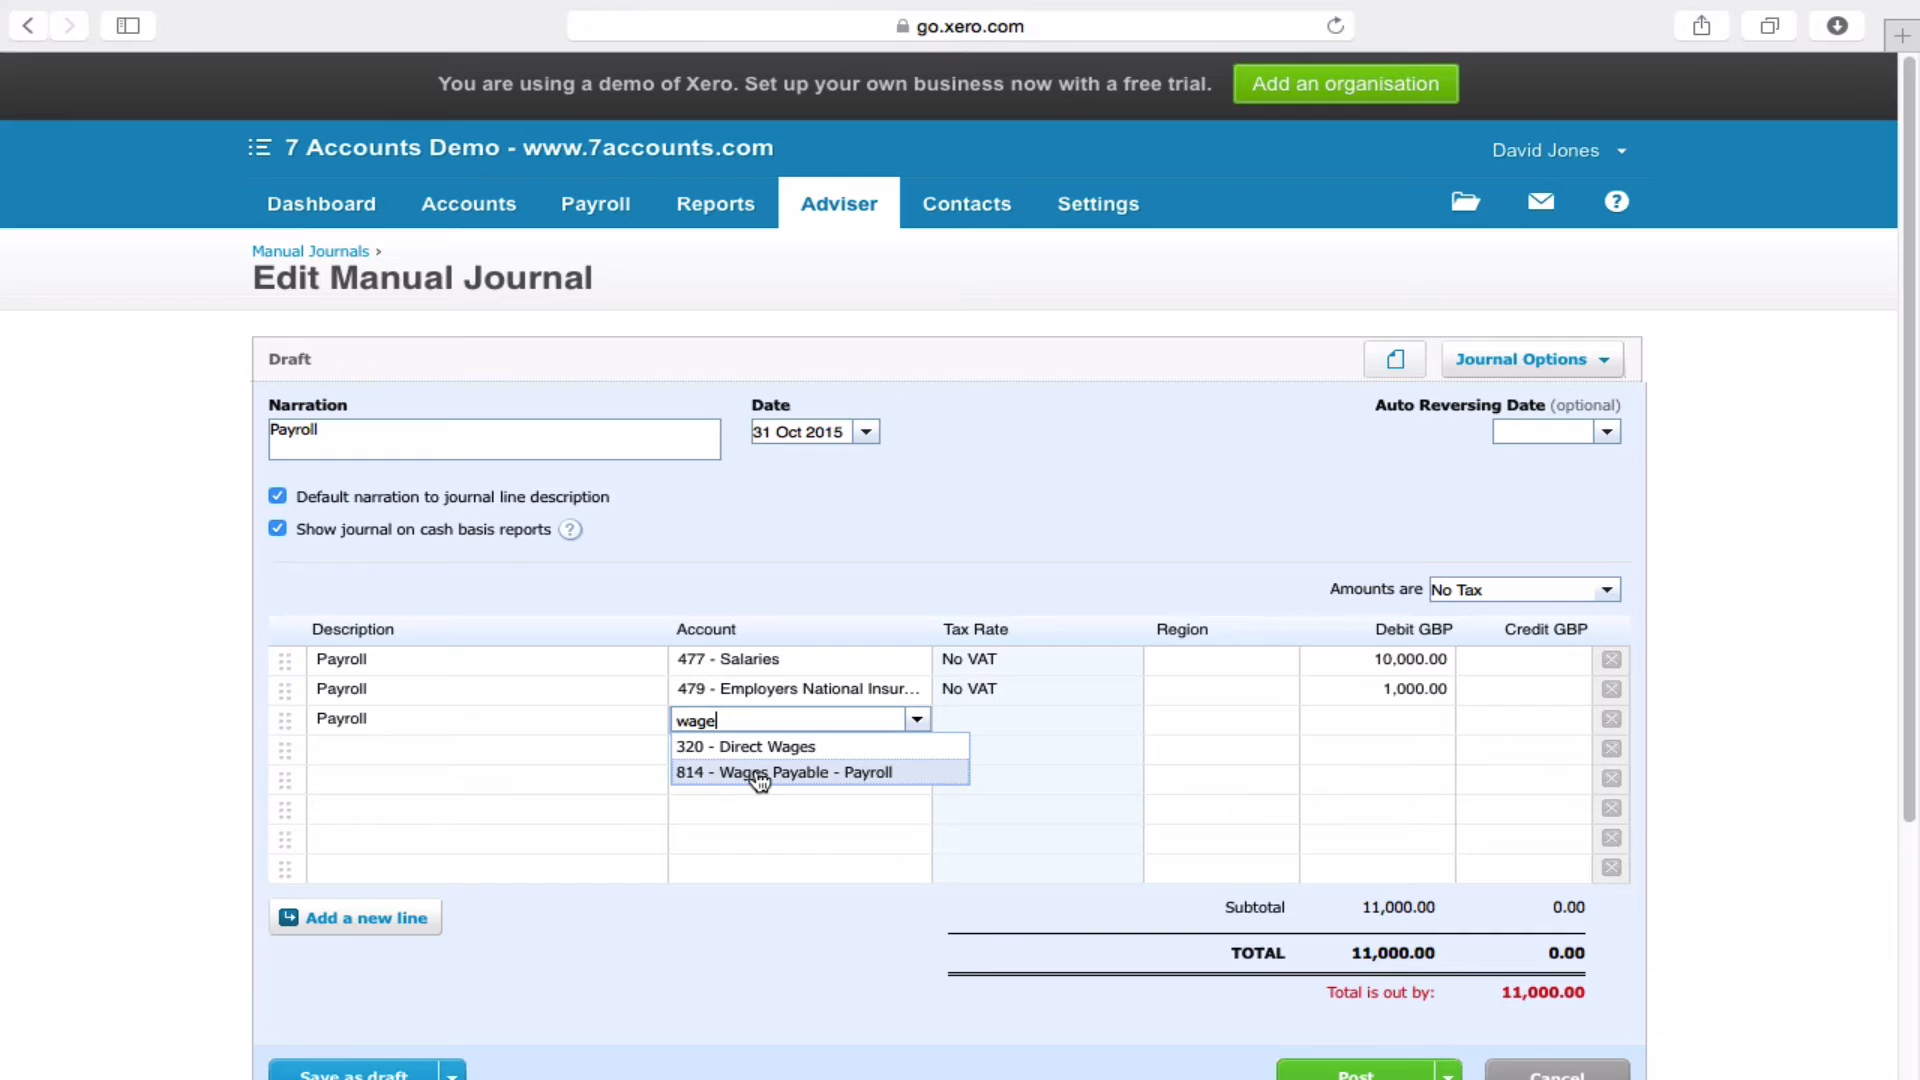 go.xero.com
You are using a demo of Xero. Set up your own business now with a free trial. Add an organisation
7 Accounts Demo - www.7accounts.com
David Jones
Dashboard Accounts Payroll Reports Adviser Contacts Settings ?
Manual Journals ›
Edit Manual Journal
Draft
Journal Options
Narration Date Auto Reversing Date (optional)
Payroll
31 Oct 2015
Default narration to journal line description
Show journal on cash basis reports ?
Amounts are No Tax
Description Account Tax Rate Region Debit GBP Credit GBP
Payroll 477 - Salaries No VAT 10,000.00
Payroll 479 - Employers National Insur... No VAT 1,000.00
Payroll wage
320 - Direct Wages
814 - Wages Payable - Payroll
Add a new line
Subtotal 11,000.00 0.00
TOTAL 11,000.00 0.00
Total is out by: 11,000.00
Save as draft Post Cancel